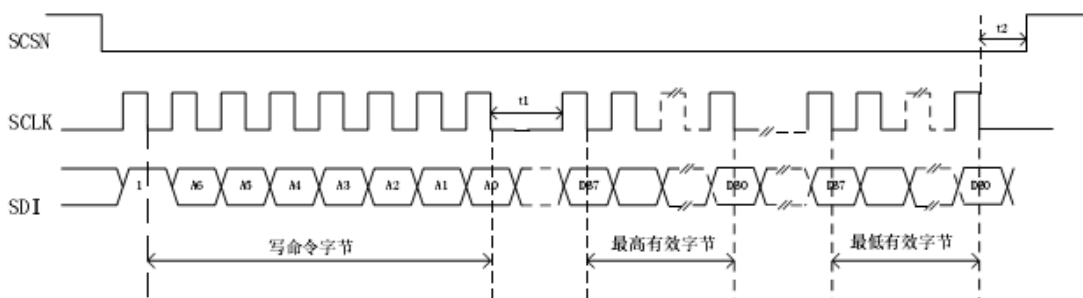 SCSN
t2
SCLK
t1
SDI
1 A6 A5 A4 A3 A2 A1 A0 DB7 DB0 DB7 DB0
写命令字节 最高有效字节 最低有效字节